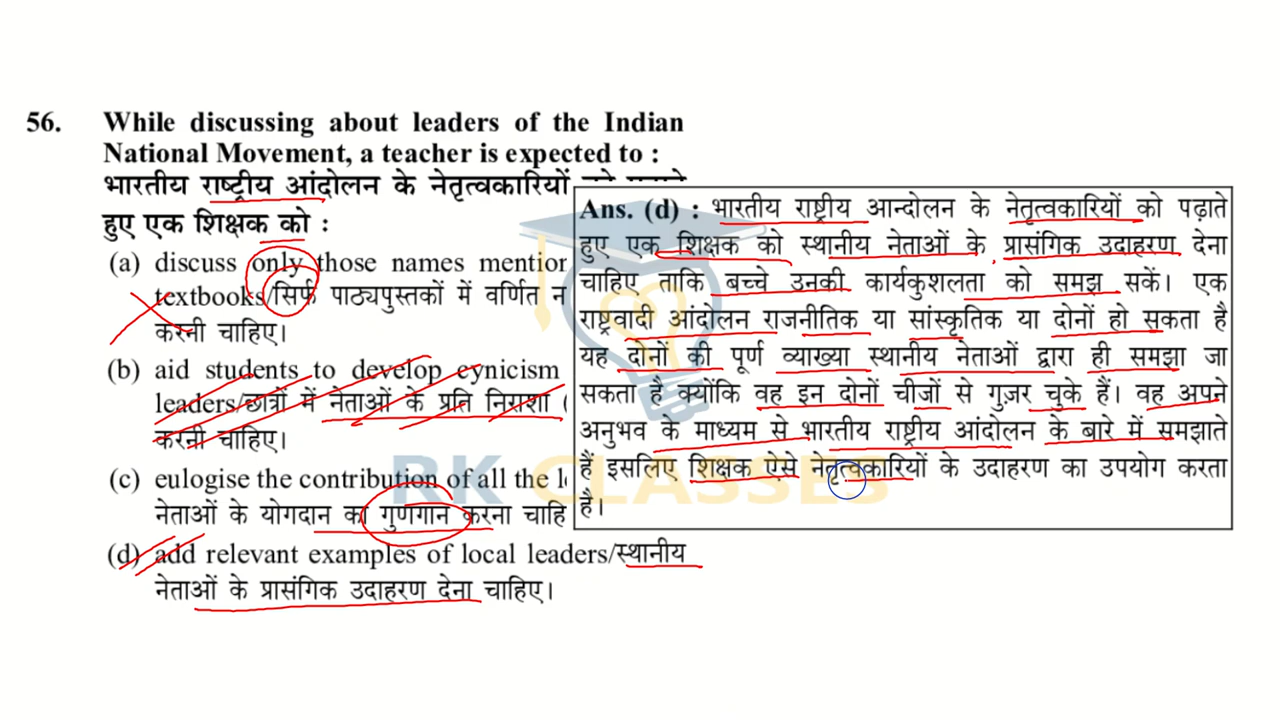 56. While discussing about leaders of the Indian
National Movement, a teacher is expected to :
भारतीय राष्ट्रीय आंदोलन के नेतृत्वकारियों
हुए एक शिक्षक को :
(a) discuss only those names mention
textbooks/सिर्फ पाठ्यपुस्तकों में वर्णित न
करनी चाहिए।
(b) aid students to develop cynicism
leaders/छात्रों में नेताओं के प्रति निराशा
करनी चाहिए।
(c) eulogise the contribution of all the
नेताओं के योगदान का गुणगान करना चाहि
(d) add relevant examples of local leaders/स्थानीय
नेताओं के प्रासंगिक उदाहरण देना चाहिए।
Ans. (d) : भारतीय राष्ट्रीय आन्दोलन के नेतृत्वकारियों को पढ़ाते
हुए एक शिक्षक को स्थानीय नेताओं के प्रासंगिक उदाहरण देना
चाहिए ताकि बच्चे उनकी कार्यकुशलता को समझ सकें। एक
राष्ट्रवादी आंदोलन राजनीतिक या सांस्कृतिक या दोनों हो सकता है
यह दोनों की पूर्ण व्याख्या स्थानीय नेताओं द्वारा ही समझा जा
सकता है क्योंकि वह इन दोनों चीजों से गुज़र चुके हैं। वह अपने
अनुभव के माध्यम से भारतीय राष्ट्रीय आंदोलन के बारे में समझाते
हैं इसलिए शिक्षक ऐसे नेतृत्वकारियों के उदाहरण का उपयोग करता
है।
RK CLASSES